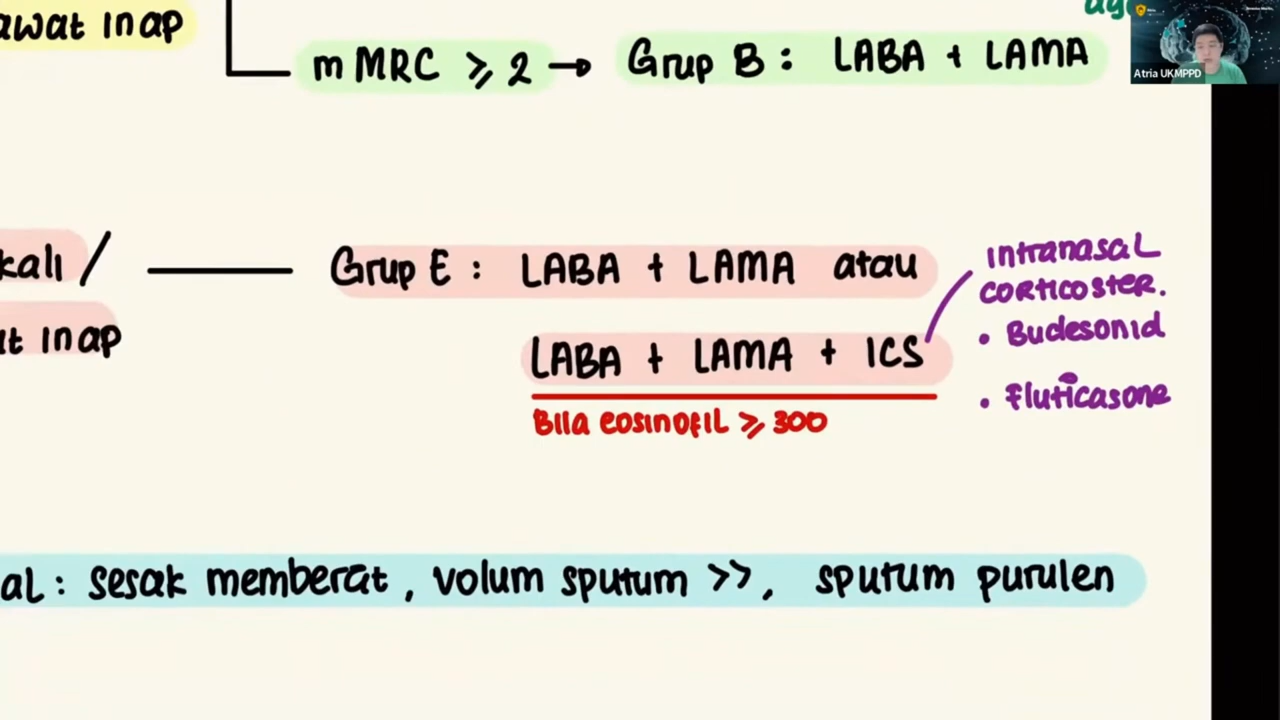 awat inap
mMRC ⩾ 2 → Grup B : LABA + LAMA
Atria UKMPPD
kali / Grup E : LABA + LAMA atau
at inap
LABA + LAMA + ICS
Bila eosinofil ⩾ 300
intranasal
corticoster.
• Budesonid
• Fluticasone
al : sesak memberat , volum sputum >> , sputum purulen